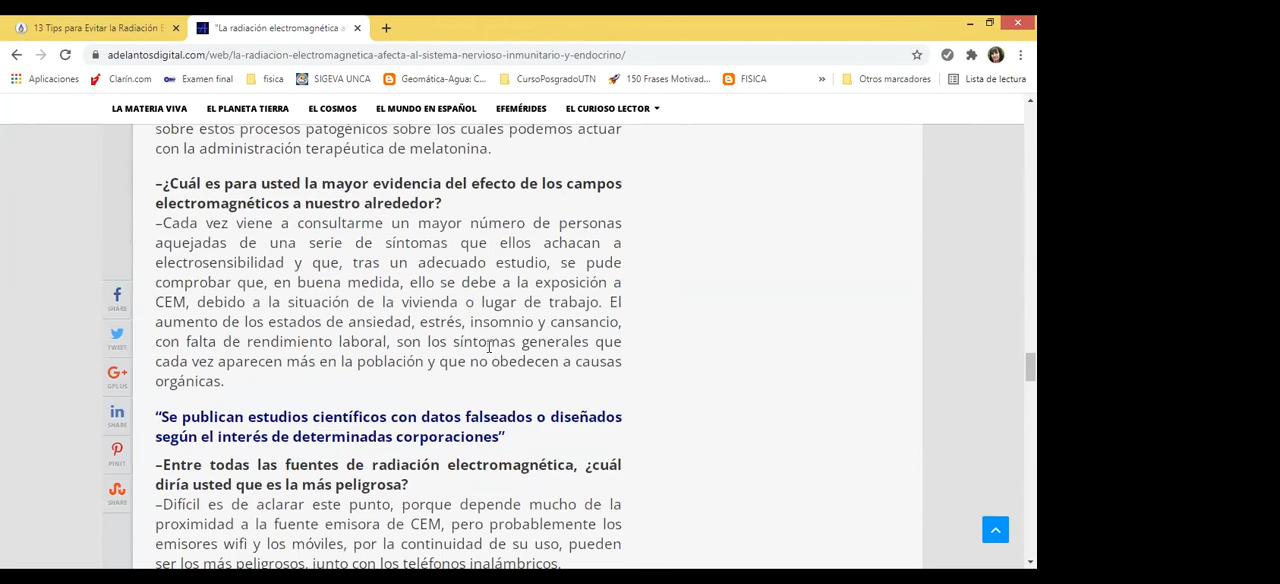 13 Tips para Evitar la Radiación E
"La radiación electromagnética a
adelantosdigital.com/web/la-radiacion-electromagnetica-afecta-al-sistema-nervioso-inmunitario-y-endocrino/
Aplicaciones
Clarín.com
Examen final
fisica
SIGEVA UNCA
Geomática-Agua: C...
CursoPosgradoUTN
150 Frases Motivad...
FISICA
»
Otros marcadores
Lista de lectura
LA MATERIA VIVA
EL PLANETA TIERRA
EL COSMOS
EL MUNDO EN ESPAÑOL
EFEMÉRIDES
EL CURIOSO LECTOR
sobre estos procesos patogénicos sobre los cuales podemos actuar
con la administración terapéutica de melatonina.
–¿Cuál es para usted la mayor evidencia del efecto de los campos
electromagnéticos a nuestro alrededor?
–Cada vez viene a consultarme un mayor número de personas
aquejadas de una serie de síntomas que ellos achacan a
electrosensibilidad y que, tras un adecuado estudio, se pude
comprobar que, en buena medida, ello se debe a la exposición a
CEM, debido a la situación de la vivienda o lugar de trabajo. El
aumento de los estados de ansiedad, estrés, insomnio y cansancio,
con falta de rendimiento laboral, son los síntomas generales que
cada vez aparecen más en la población y que no obedecen a causas
orgánicas.
“Se publican estudios científicos con datos falseados o diseñados
según el interés de determinadas corporaciones”
–Entre todas las fuentes de radiación electromagnética, ¿cuál
diría usted que es la más peligrosa?
–Difícil es de aclarar este punto, porque depende mucho de la
proximidad a la fuente emisora de CEM, pero probablemente los
emisores wifi y los móviles, por la continuidad de su uso, pueden
ser los más peligrosos, junto con los teléfonos inalámbricos.
SHARE
TWEET
GPLUS
SHARE
PINIT
SHARE